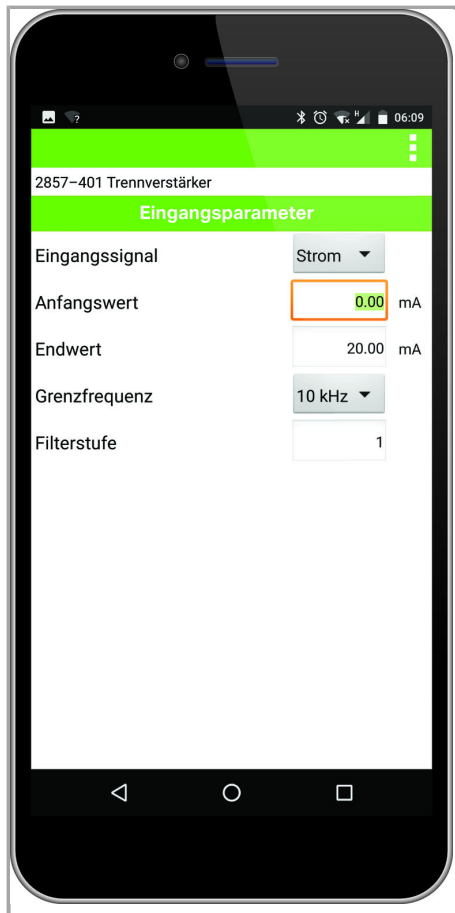 ? H 06:09
2857-401 Trennverstärker
Eingangsparameter
Eingangssignal Strom
Anfangswert 0.00 mA
Endwert 20.00 mA
Grenzfrequenz 10 kHz
Filterstufe 1